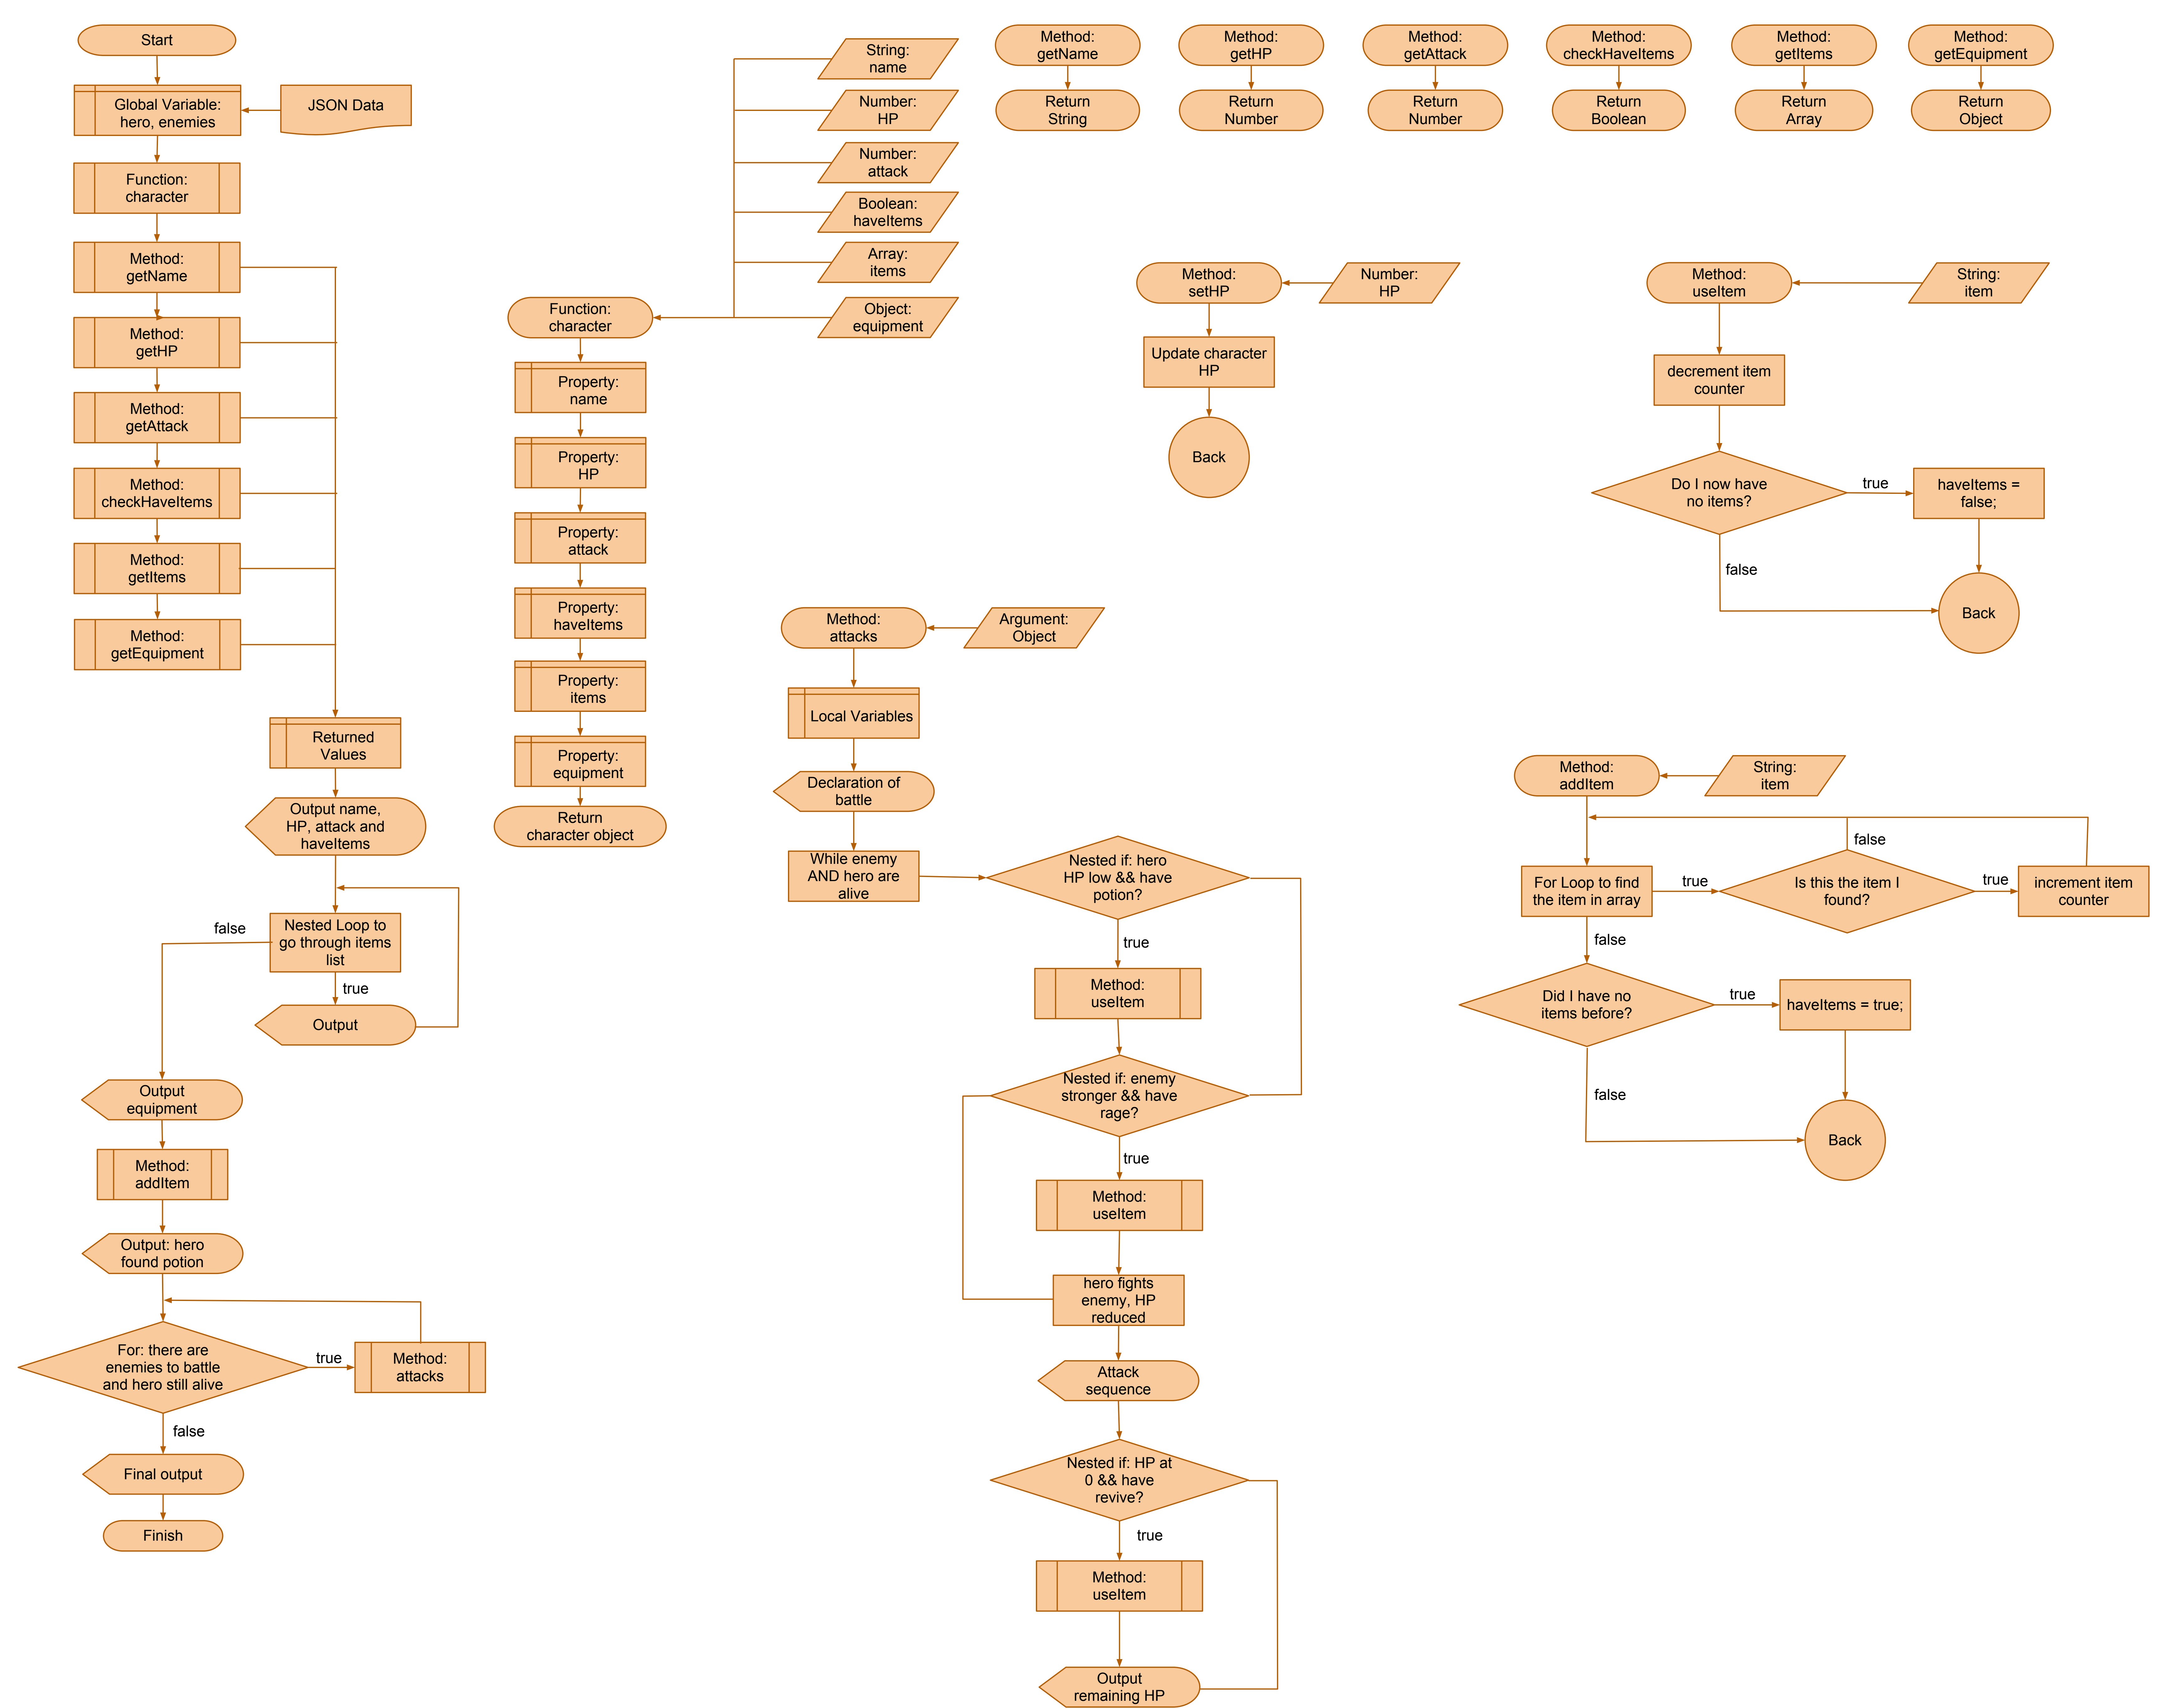 Start
Global Variable:
hero, enemies
JSON Data
Function:
character
Method:
getName
Method:
getHP
Method:
getAttack
Method:
checkHaveItems
Method:
getItems
Method:
getEquipment
Returned
Values
Output name,
HP, attack and
haveItems
Nested Loop to
go through items
list
false
true
Output
Output
equipment
Method:
addItem
Output: hero
found potion
For: there are
enemies to battle
and hero still alive
true
Method:
attacks
false
Final output
Finish
String:
name
Number:
HP
Number:
attack
Boolean:
haveItems
Array:
items
Object:
equipment
Function:
character
Property:
name
Property:
HP
Property:
attack
Property:
haveItems
Property:
items
Property:
equipment
Return
character object
Method:
getName
Return
String
Method:
getHP
Return
Number
Method:
getAttack
Return
Number
Method:
checkHaveItems
Return
Boolean
Method:
getItems
Return
Array
Method:
getEquipment
Return
Object
Method:
setHP
Number:
HP
Update character
HP
Back
Method:
useItem
String:
item
decrement item
counter
Do I now have
no items?
true
haveItems =
false;
false
Back
Method:
attacks
Argument:
Object
Local Variables
Declaration of
battle
While enemy
AND hero are
alive
Nested if: hero
HP low && have
potion?
true
Method:
useItem
Nested if: enemy
stronger && have
rage?
true
Method:
useItem
hero fights
enemy, HP
reduced
Attack
sequence
Nested if: HP at
0 && have
revive?
true
Method:
useItem
Output
remaining HP
Method:
addItem
String:
item
For Loop to find
the item in array
true
Is this the item I
found?
false
true
increment item
counter
false
Did I have no
items before?
true
haveItems = true;
false
Back